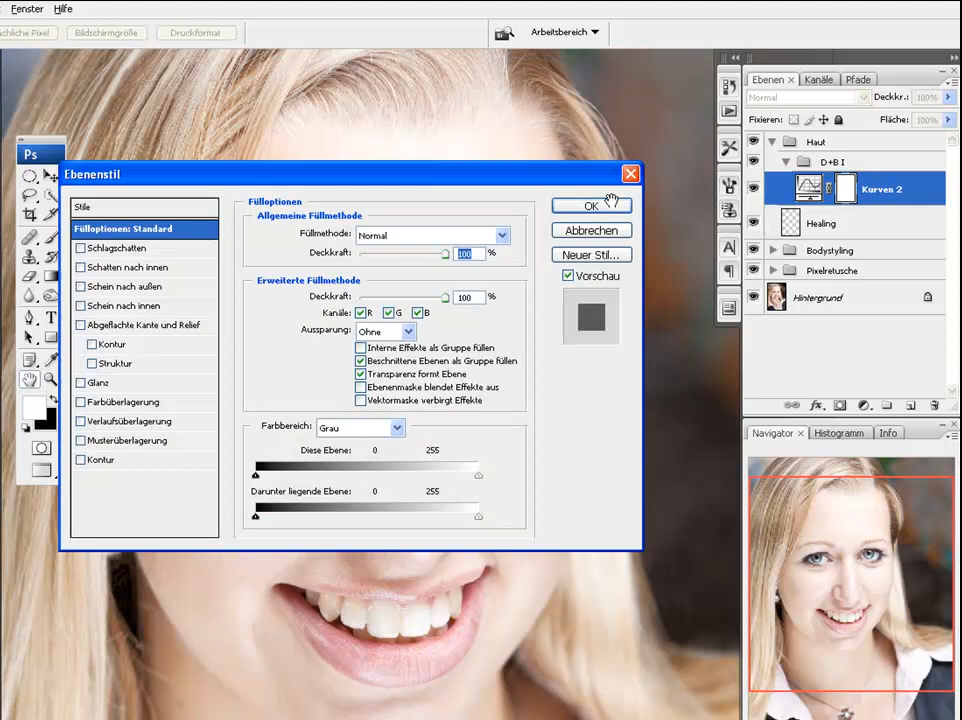 Fenster Hilfe
ächliche Pixel Bildschirmgröße Druckformat Arbeitsbereich
Ebenen × Kanäle Pfade
Normal Deckkr.: 100%
Fixieren: Fläche: 100%
Haut
D+B I
Kurven 2
Healing
Bodystyling
Pixelretusche
Hintergrund
Ps
T
A
Ebenenstil
Stile
Fülloptionen: Standard
Schlagschatten
Schatten nach innen
Schein nach außen
Schein nach innen
Abgeflachte Kante und Relief
Kontur
Struktur
Glanz
Farbüberlagerung
Verlaufsüberlagerung
Musterüberlagerung
Kontur
Fülloptionen
Allgemeine Füllmethode
Füllmethode: Normal
Deckkraft: 100 %
Erweiterte Füllmethode
Deckkraft: 100 %
Kanäle: R G B
Aussparung: Ohne
Interne Effekte als Gruppe füllen
Beschnittene Ebenen als Gruppe füllen
Transparenz formt Ebene
Ebenenmaske blendet Effekte aus
Vektormaske verbirgt Effekte
Farbbereich: Grau
Diese Ebene: 0 255
Darunter liegende Ebene: 0 255
OK
Abbrechen
Neuer Stil...
Vorschau
fx
Navigator × Histogramm Info